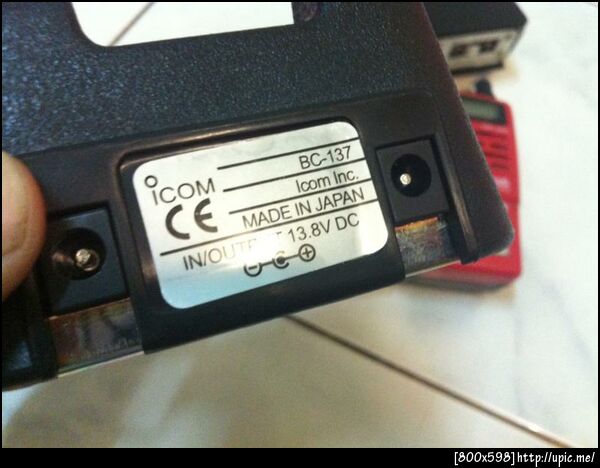 BC-137
ICOM
Icom Inc.
CE
MADE IN JAPAN
IN/OUTPUT 13.8V DC
[800x598]http://upic.me/